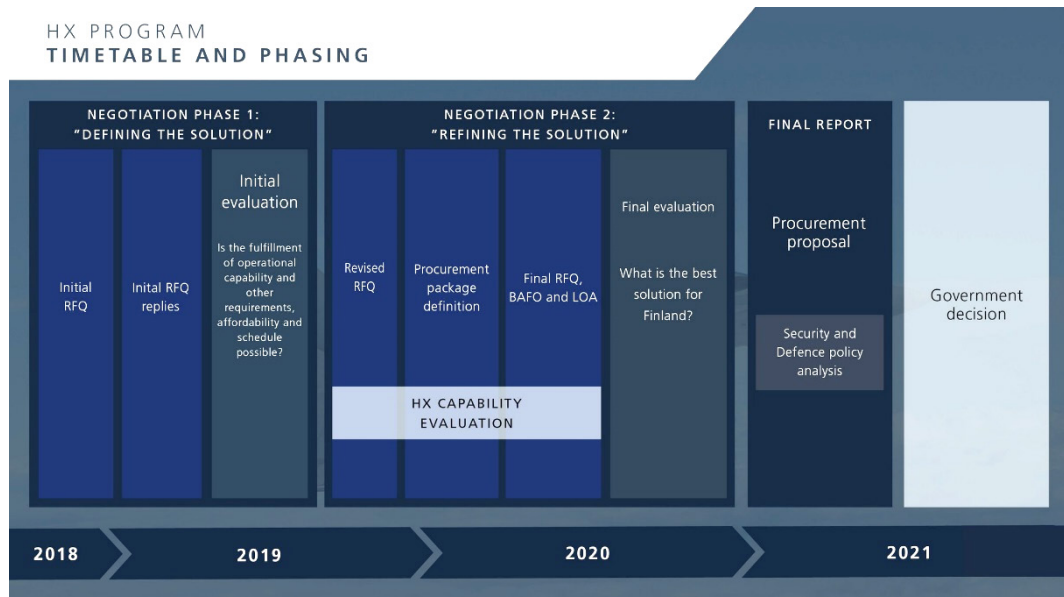 HX PROGRAM
TIMETABLE AND PHASING
NEGOTIATION PHASE 1:
"DEFINING THE SOLUTION"
Initial
RFQ
Inital RFQ
replies
Initial
evaluation
Is the fulfillment
of operational
capability and
other
requirements,
affordability and
schedule
possible?
NEGOTIATION PHASE 2:
"REFINING THE SOLUTION"
Revised
RFQ
Procurement
package
definition
Final RFQ,
BAFO and LOA
HX CAPABILITY
EVALUATION
Final evaluation
What is the best
solution for
Finland?
FINAL REPORT
Procurement
proposal
Security and
Defence policy
analysis
Government
decision
2018
2019
2020
2021